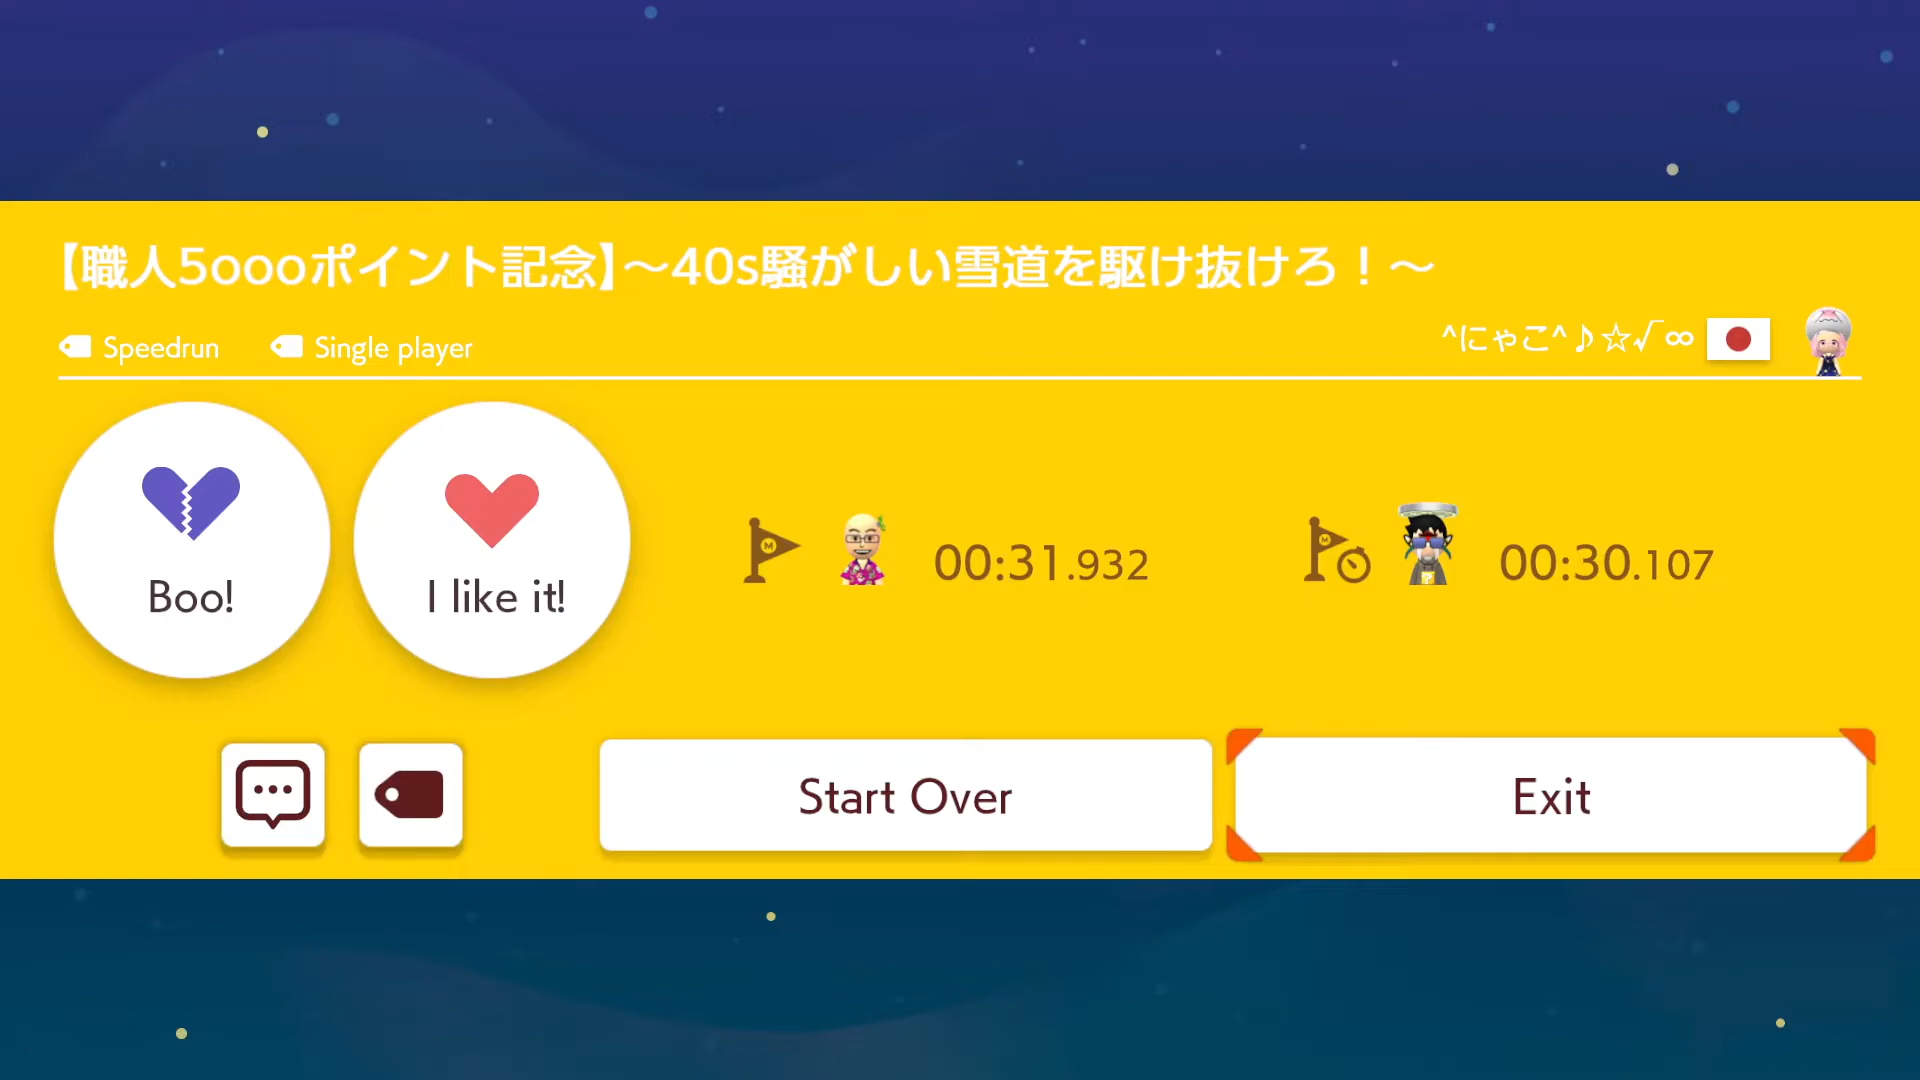 【職人5000ポイント記念】～40s騒がしい雪道を駆け抜けろ！～
Speedrun Single player
^にゃこ^♪☆√ ∞
Boo!
I like it!
M 00:31.932
M 00:30.107
Start Over
Exit